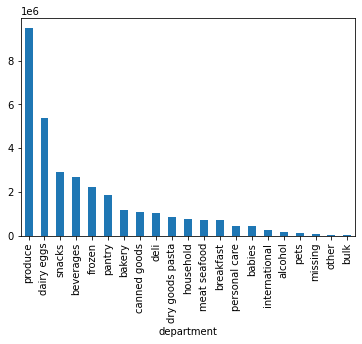 1e6
8
6
4
2
0
produce
dairy eggs
snacks
beverages
frozen
pantry
bakery
canned goods
deli
dry goods pasta
household
meat seafood
breakfast
personal care
babies
international
alcohol
pets
missing
other
bulk
department